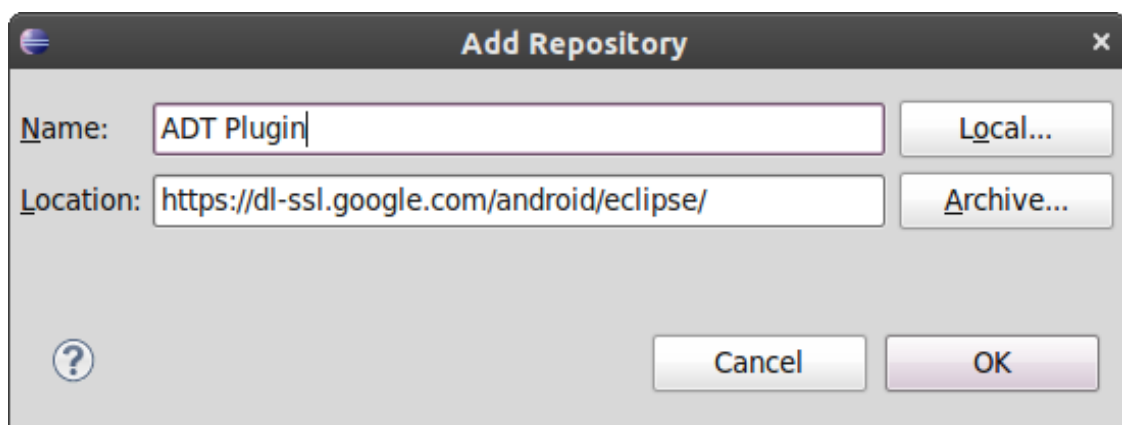 Add Repository
Name: ADT Plugin Local...
Location: https://dl-ssl.google.com/android/eclipse/ Archive...
? Cancel OK